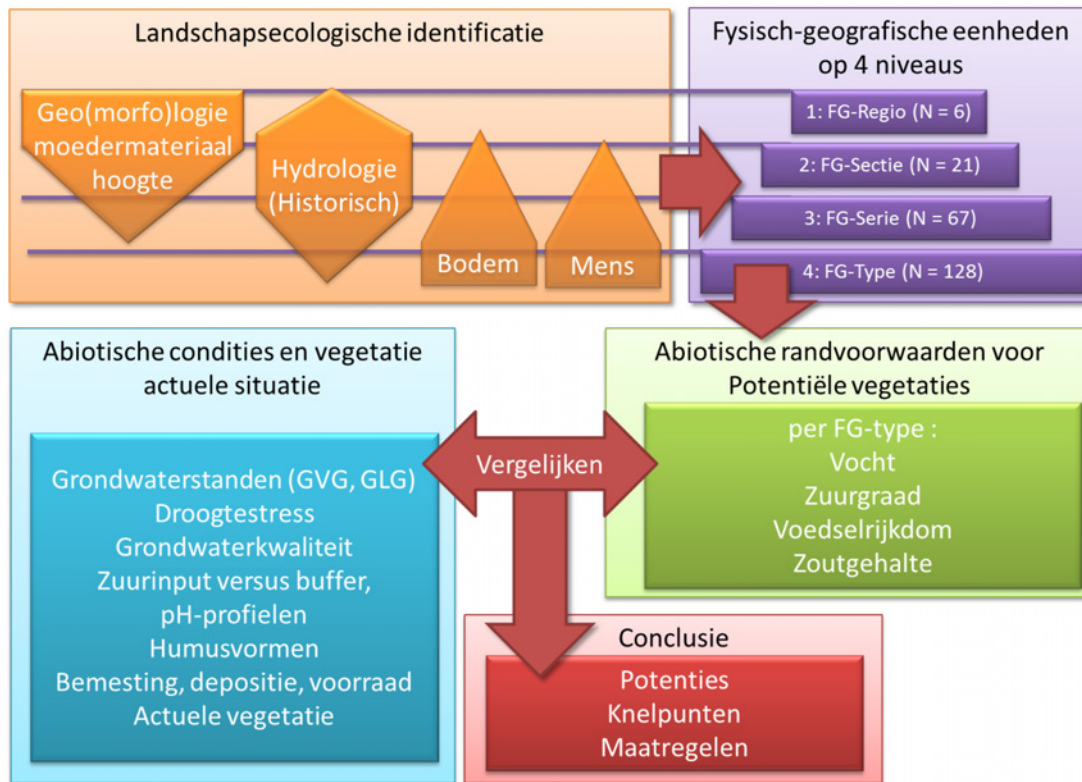 Landschapsecologische identificatie
Geo(morfo)logie
moedermateriaal
hoogte
Hydrologie
(Historisch)
Bodem
Mens
Fysisch-geografische eenheden
op 4 niveaus
1: FG-Regio (N = 6)
2: FG-Sectie (N = 21)
3: FG-Serie (N = 67)
4: FG-Type (N = 128)
Abiotische condities en vegetatie
actuele situatie
Grondwaterstanden (GVG, GLG)
Droogtestress
Grondwaterkwaliteit
Zuurinput versus buffer,
pH-profielen
Humusvormen
Bemesting, depositie, voorraad
Actuele vegetatie
Vergelijken
Abiotische randvoorwaarden voor
Potentiële vegetaties
per FG-type :
Vocht
Zuurgraad
Voedselrijkdom
Zoutgehalte
Conclusie
Potenties
Knelpunten
Maatregelen